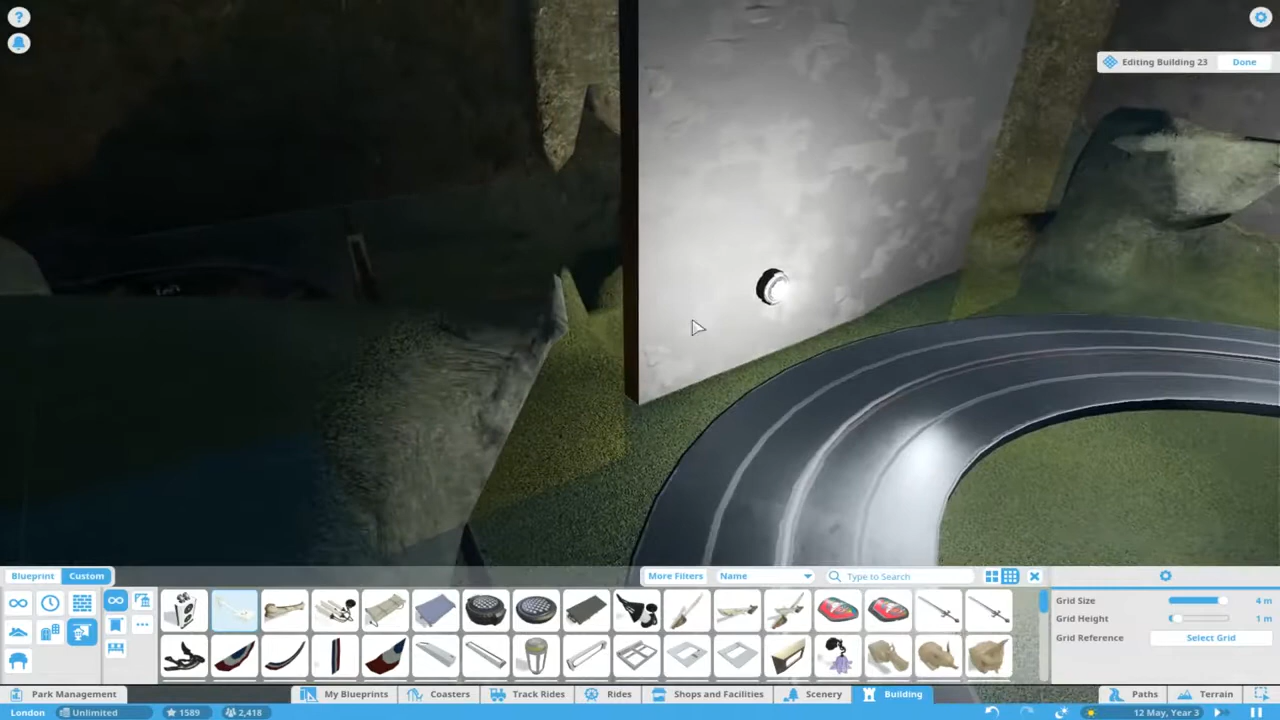 ?
Editing Building 23 Done
Blueprint Custom More Filters Name Type to Search
Grid Size 4 m
Grid Height 1 m
Grid Reference Select Grid
Park Management My Blueprints Coasters Track Rides Rides Shops and Facilities Scenery Building Paths Terrain
London Unlimited 1589 2,418 12 May, Year 3